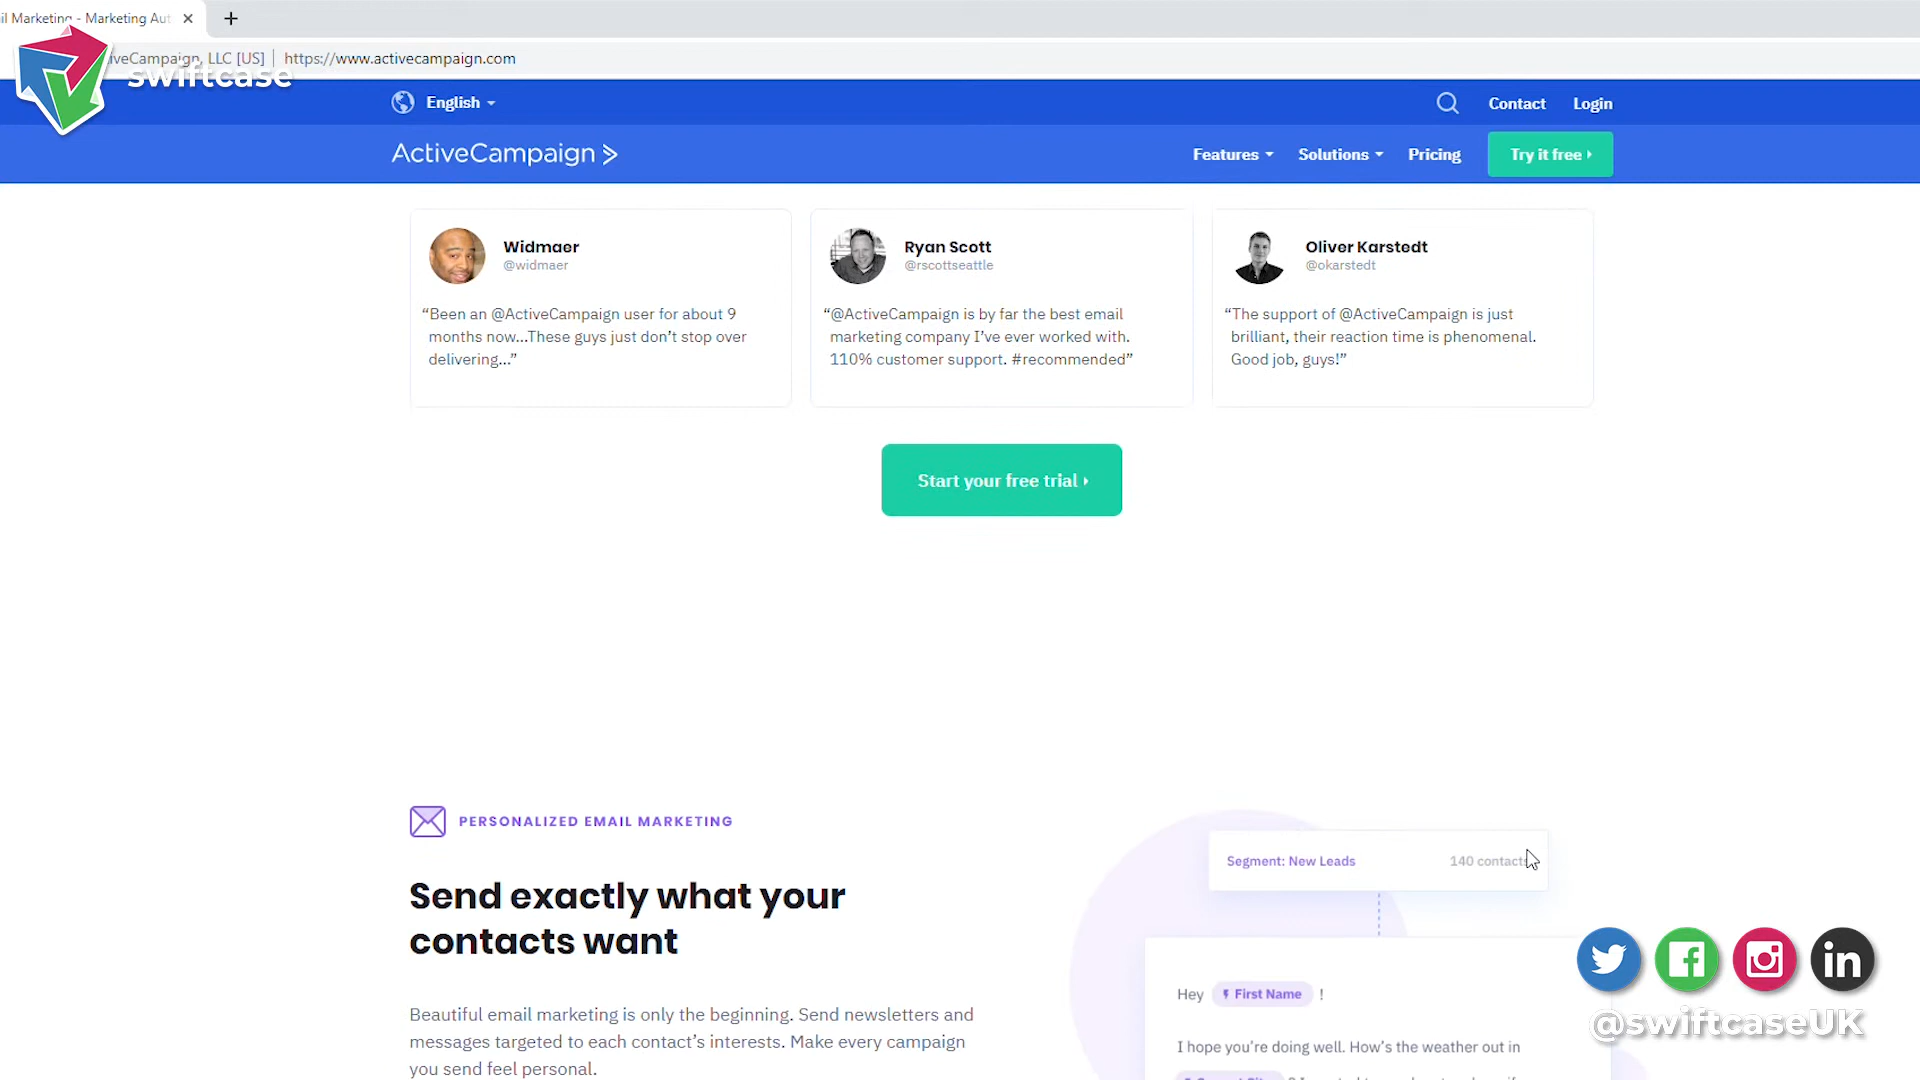 il Marketing - Marketing Aut
iveCampaign, LLC [US] | https://www.activecampaign.com
swiftcase
English
Contact
Login
ActiveCampaign >
Features
Solutions
Pricing
Try it free
Widmaer
@widmaer
“Been an @ActiveCampaign user for about 9
months now...These guys just don’t stop over
delivering...”
Ryan Scott
@rscottseattle
“@ActiveCampaign is by far the best email
marketing company I’ve ever worked with.
110% customer support. #recommended”
Oliver Karstedt
@okarstedt
“The support of @ActiveCampaign is just
brilliant, their reaction time is phenomenal.
Good job, guys!”
Start your free trial
PERSONALIZED EMAIL MARKETING
Send exactly what your
contacts want
Beautiful email marketing is only the beginning. Send newsletters and
messages targeted to each contact’s interests. Make every campaign
you send feel personal.
Segment: New Leads
140 contacts
Hey First Name !
I hope you’re doing well. How’s the weather out in
in
@swiftcaseUK